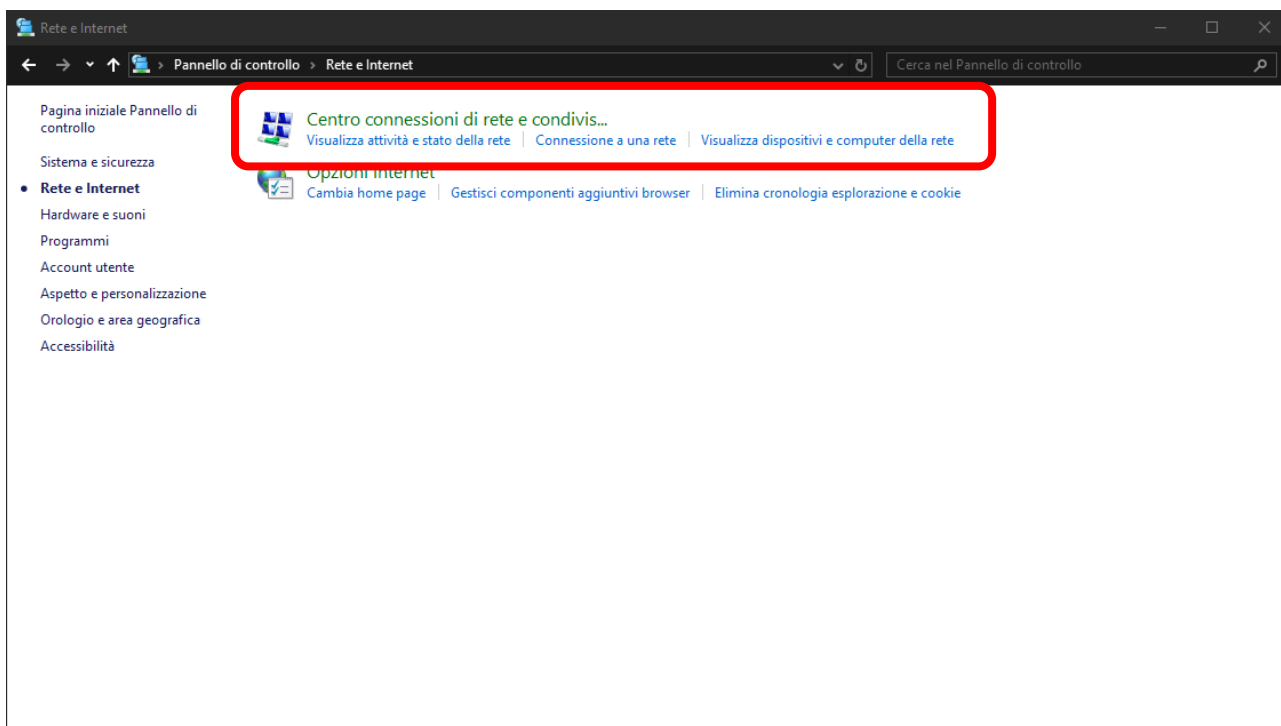 Rete e Internet
Pannello di controllo > Rete e Internet
Cerca nel Pannello di controllo
Pagina iniziale Pannello di
controllo
Sistema e sicurezza
Rete e Internet
Hardware e suoni
Programmi
Account utente
Aspetto e personalizzazione
Orologio e area geografica
Accessibilità
Centro connessioni di rete e condivis...
Visualizza attività e stato della rete | Connessione a una rete | Visualizza dispositivi e computer della rete
Opzioni Internet
Cambia home page | Gestisci componenti aggiuntivi browser | Elimina cronologia esplorazione e cookie